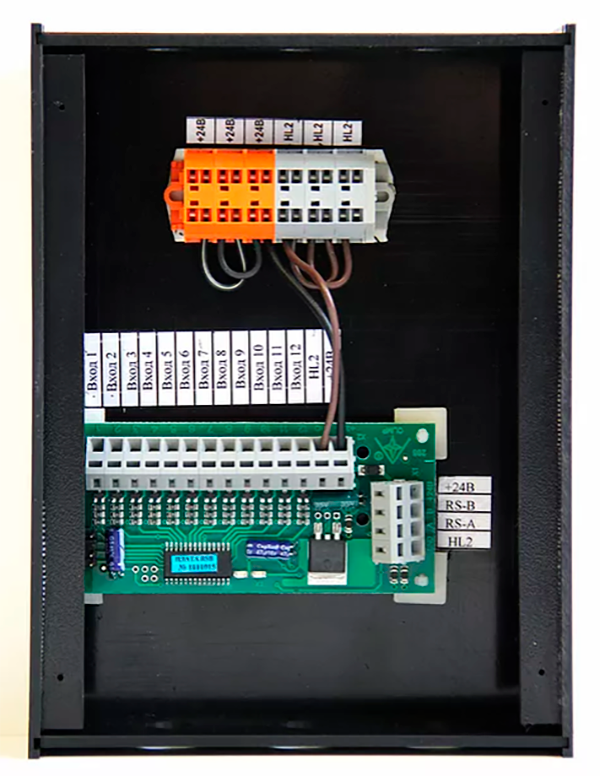 +24В
+24В
+24В
HL2
HL2
HL2
Вход 1
Вход 2
Вход 3
Вход 4
Вход 5
Вход 6
Вход 7
Вход 8
Вход 9
Вход 10
Вход 11
Вход 12
HL2
+24В
+24В
RS-B
RS-A
HL2